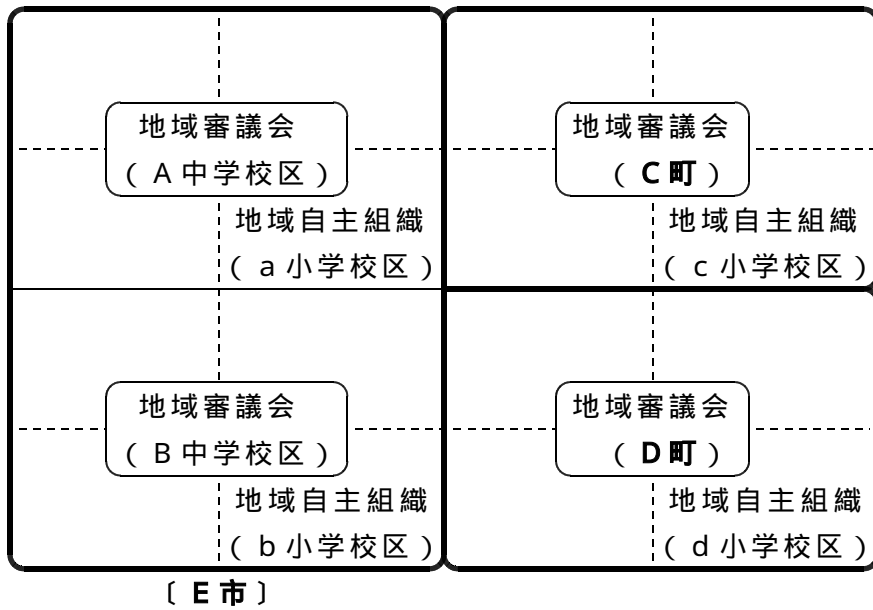 地域審議会
(A中学校区)
地域自主組織
(a小学校区)
地域審議会
(C町)
地域自主組織
(c小学校区)
地域審議会
(B中学校区)
地域自主組織
(b小学校区)
地域審議会
(D町)
地域自主組織
(d小学校区)
〔E市〕